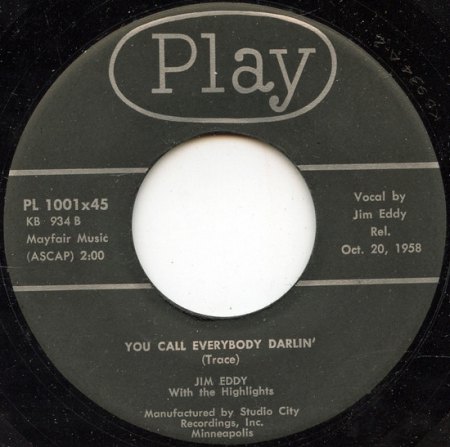 Play
PL 1001x45
KB 934 B
Mayfair Music
(ASCAP) 2:00
Vocal by
Jim Eddy
Rel.
Oct. 20, 1958
YOU CALL EVERYBODY DARLIN'
(Trace)
JIM EDDY
With the Highlights
Manufactured by Studio City
Recordings, Inc.
Minneapolis